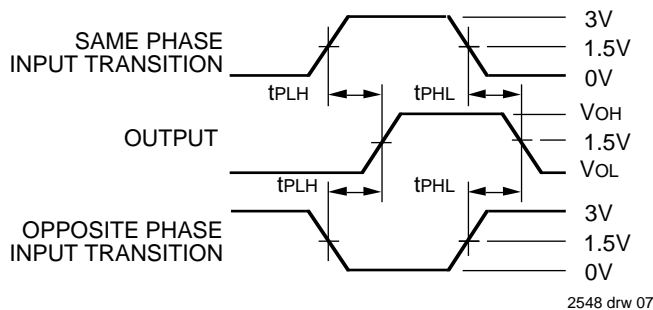 SAME PHASE
INPUT TRANSITION
3V
1.5V
0V
tPLH
tPHL
OUTPUT
VOH
1.5V
VOL
tPLH
tPHL
OPPOSITE PHASE
INPUT TRANSITION
3V
1.5V
0V
2548 drw 07